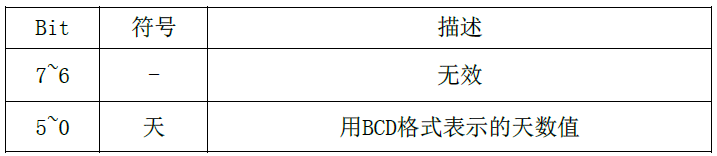 Bit 符号 描述
7~6 - 无效
5~0 天 用BCD格式表示的天数值